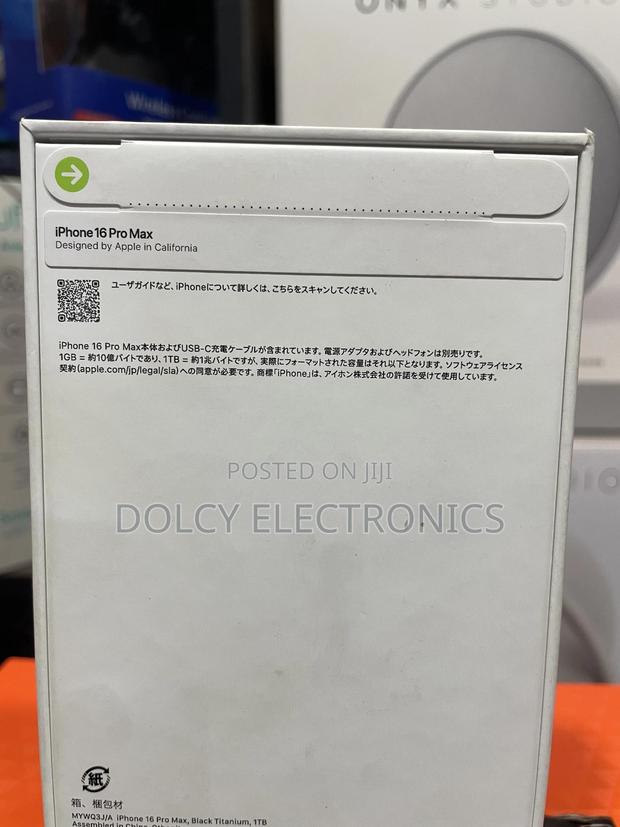 ONYX STUDIO
Wireless
iPhone 16 Pro Max
Designed by Apple in California
ユーザガイドなど、iPhoneについて詳しくは、こちらをスキャンしてください。
iPhone 16 Pro Max本体およびUSB-C充電ケーブルが含まれています。電源アダプタおよびヘッドフォンは別売りです。
1GB = 約10億バイトであり、1TB = 約1兆バイトですが、実際にフォーマットされた容量はそれ以下となります。ソフトウェアライセンス
契約(apple.com/jp/legal/sla)への同意が必要です。商標「iPhone」は、アイホン株式会社の許諾を受けて使用しています。
POSTED ON JIJI
DOLCY ELECTRONICS
紙
箱、梱包材
MYWQ3J/A iPhone 16 Pro Max, Black Titanium, 1TB
Assembled in China.